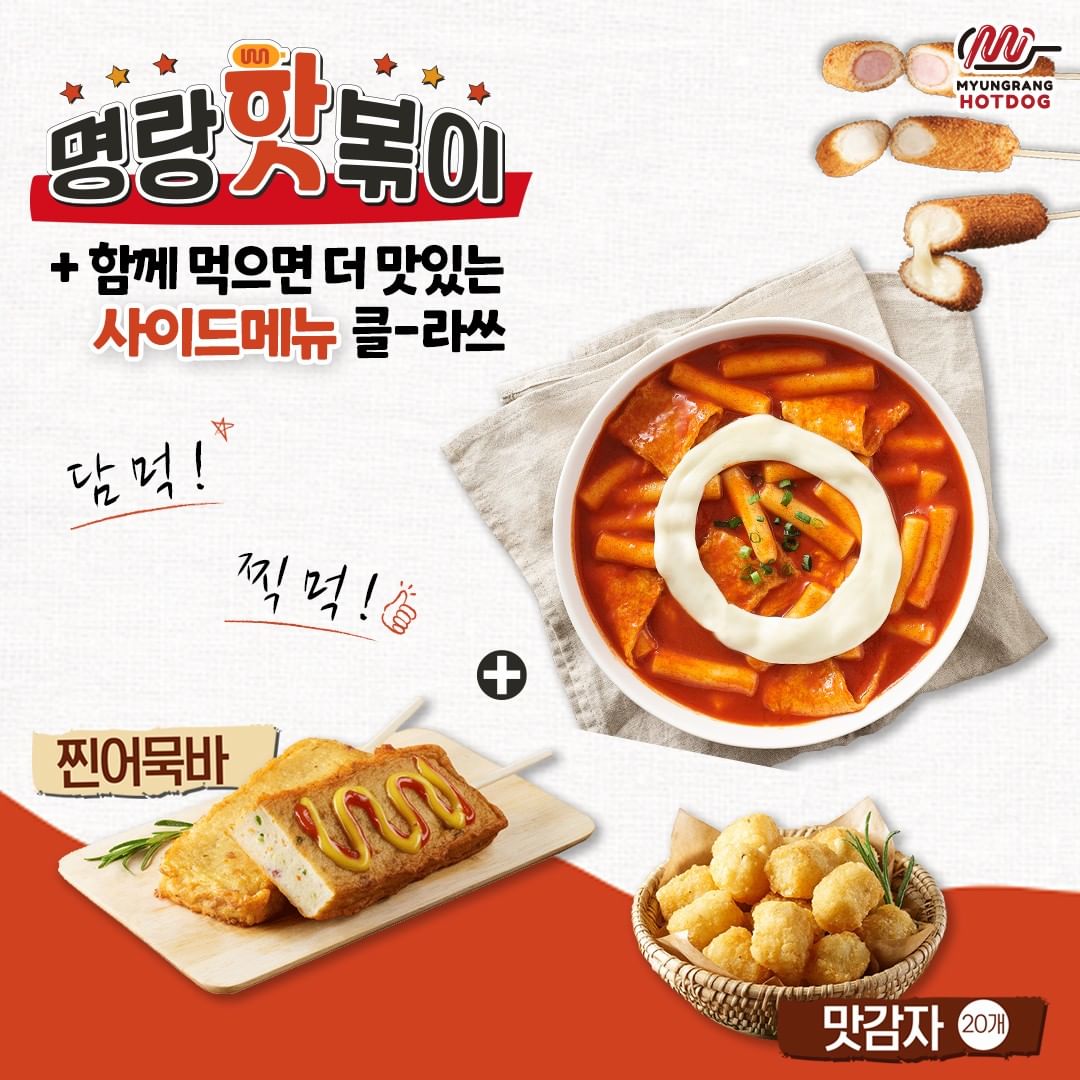 명랑핫볶이
+ 함께 먹으면 더 맛있는
사이드메뉴 클-라쓰
MYUNGRANG
HOTDOG
담먹!
찍먹!
찐어묵바
맛감자 20개